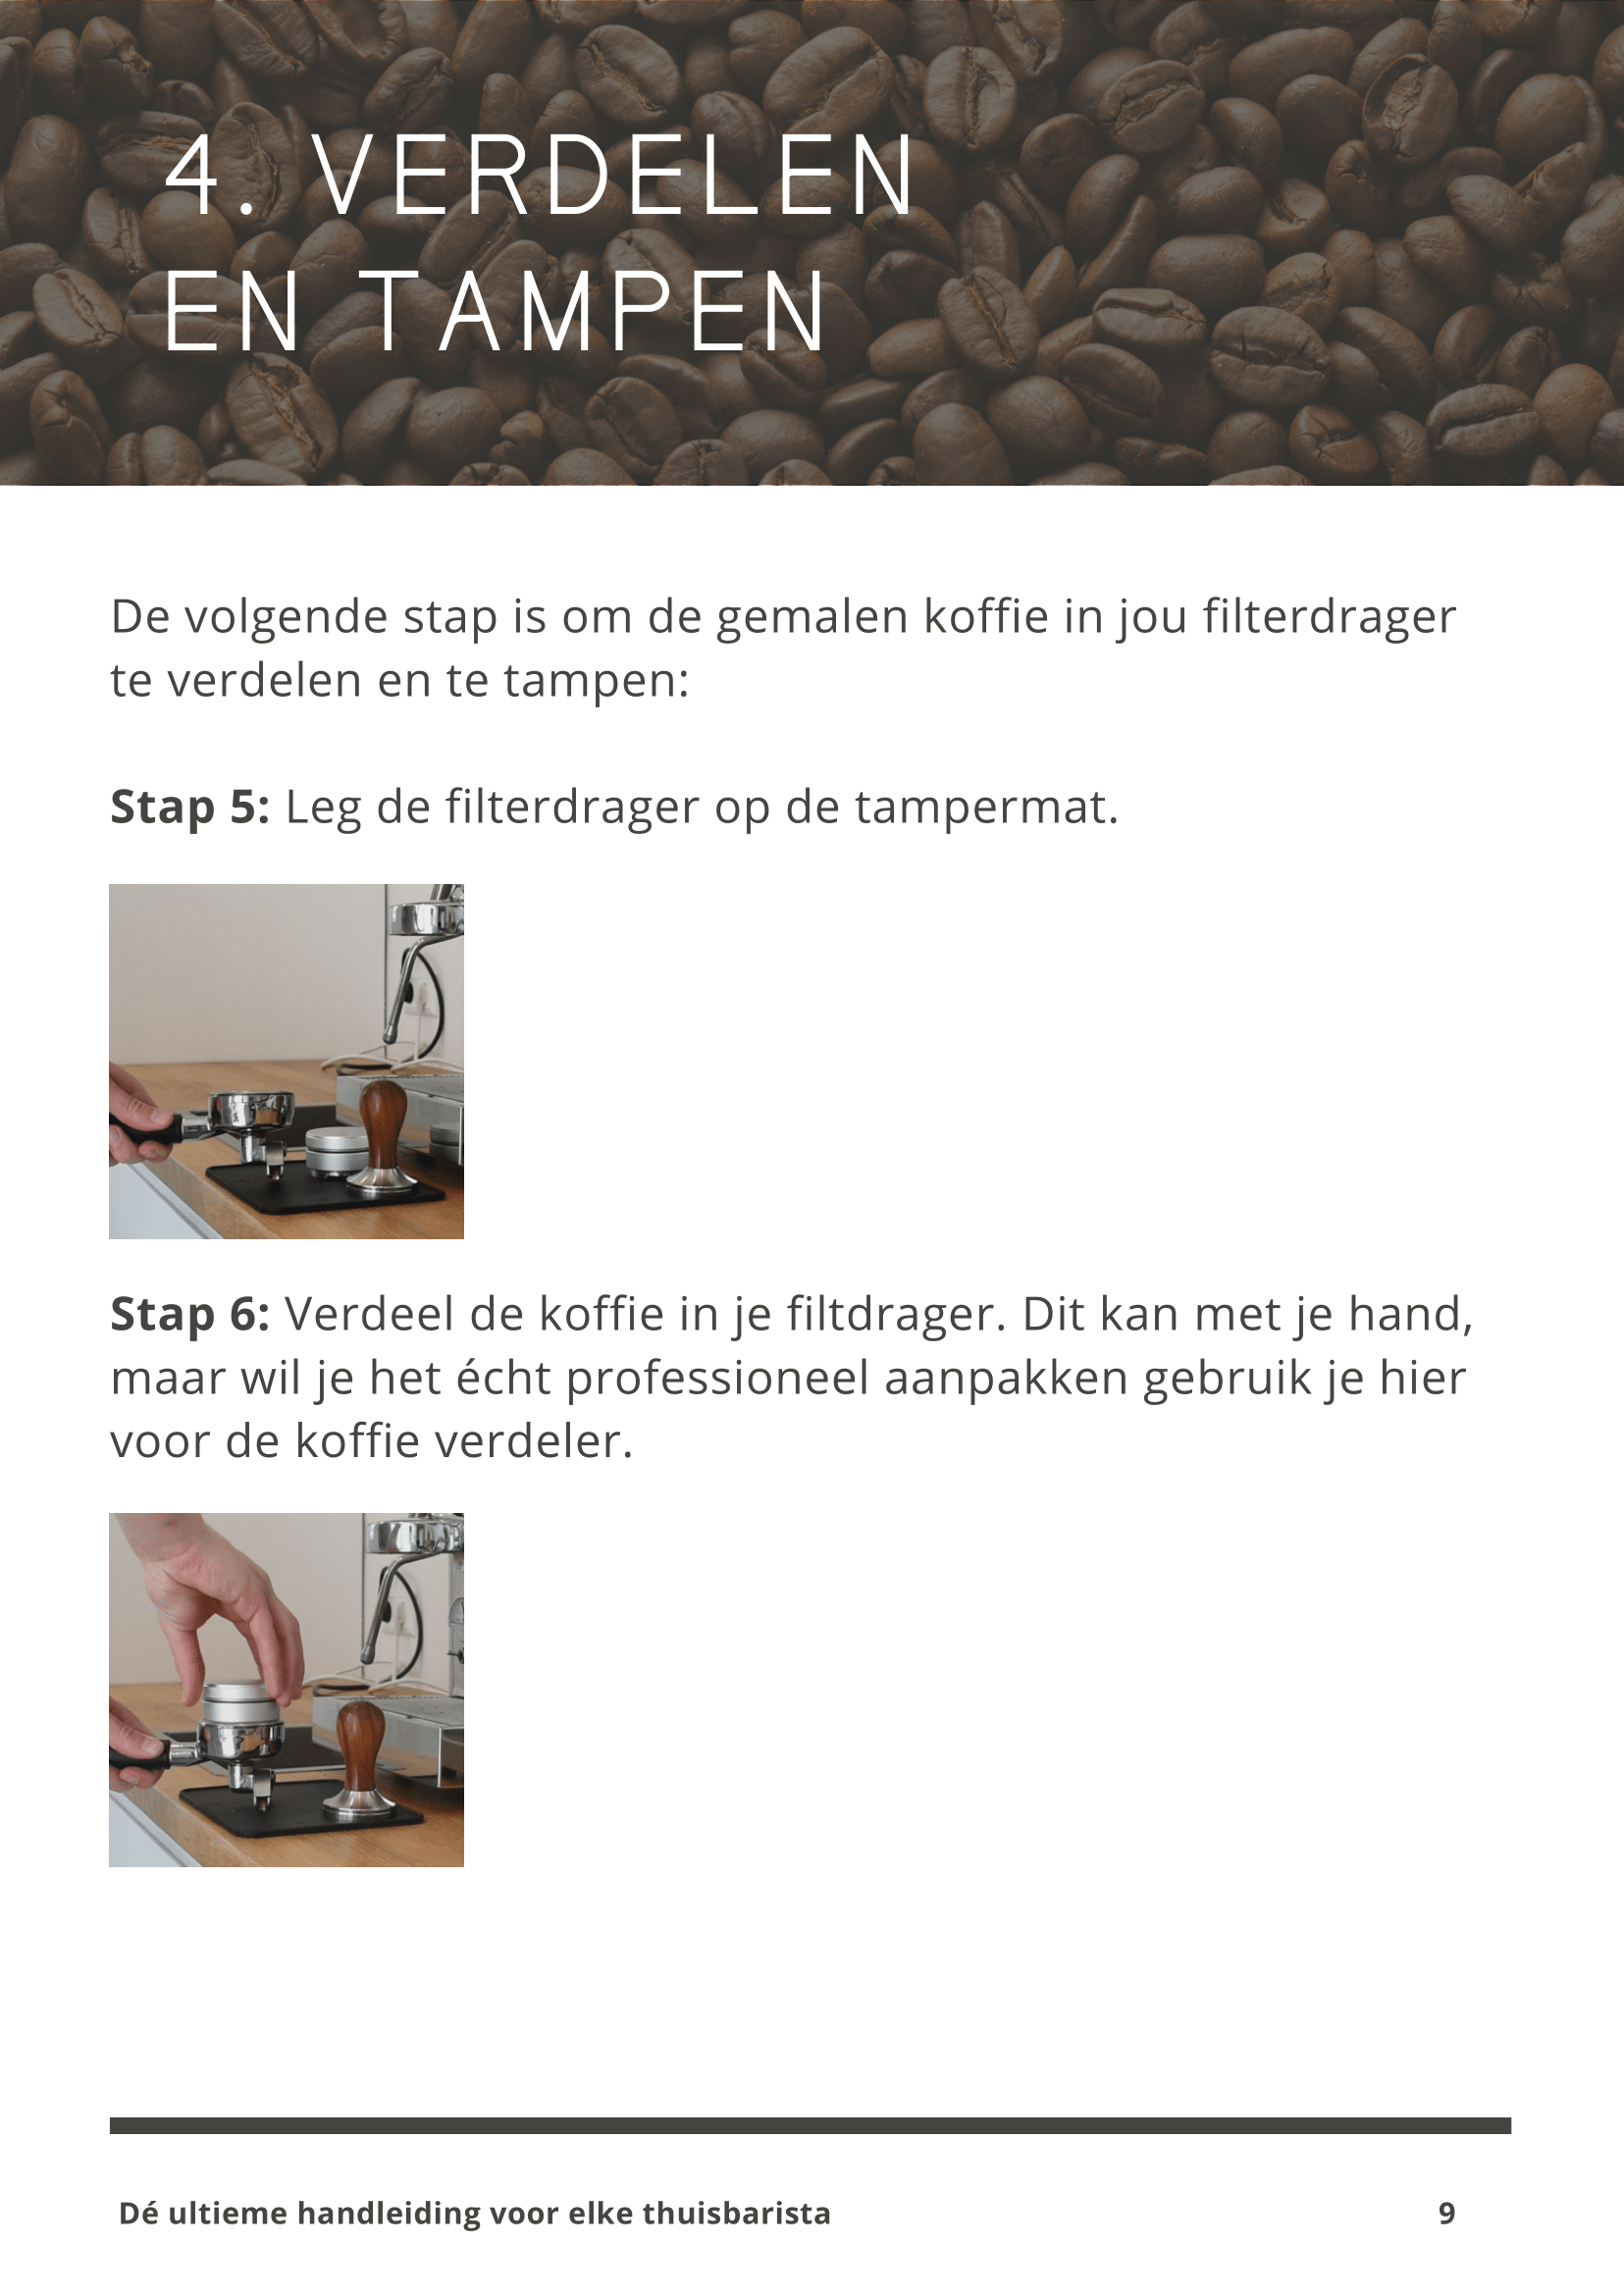 4. VERDELEN
EN TAMPEN
De volgende stap is om de gemalen koffie in jou filterdrager
te verdelen en te tampen:
Stap 5: Leg de filterdrager op de tampermat.
Stap 6: Verdeel de koffie in je filtdrager. Dit kan met je hand,
maar wil je het écht professioneel aanpakken gebruik je hier
voor de koffie verdeler.
Dé ultieme handleiding voor elke thuisbarista
9